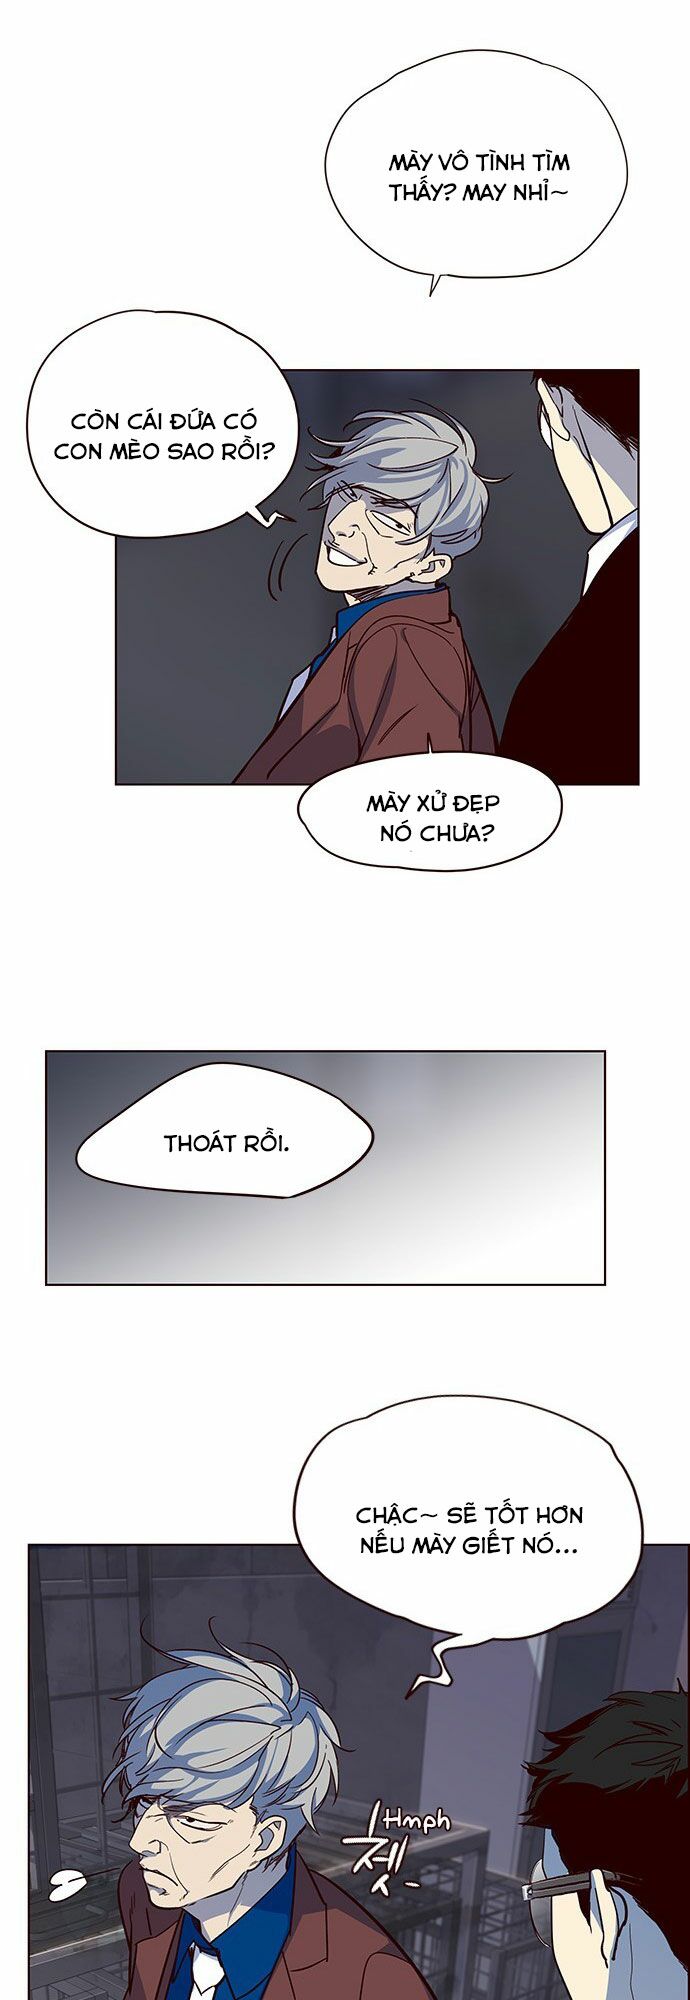 MÀY VÔ TÌNH TÌM
THẤY? MAY NHỈ~
CÒN CÁI ĐỨA CÓ
CON MÈO SAO RỒI?
MÀY XỬ ĐẸP
NÓ CHƯA?
THOÁT RỒI.
CHẬC~ SẼ TỐT HƠN
NẾU MÀY GIẾT NÓ...
Hmph
쳇